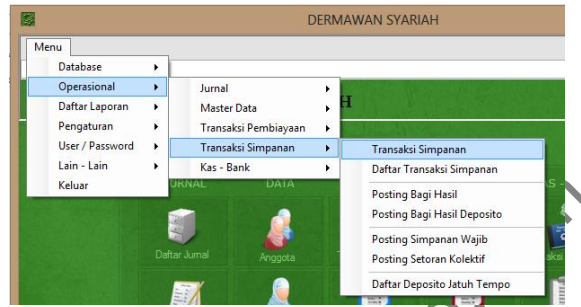 DERMAWAN SYARIAH
Menu
Database
Operasional
Daftar Laporan
Pengaturan
User / Password
Lain - Lain
Keluar
Jurnal
Master Data
Transaksi Pembiayaan
Transaksi Simpanan
Kas - Bank
Transaksi Simpanan
Daftar Transaksi Simpanan
Posting Bagi Hasil
Posting Bagi Hasil Deposito
Posting Simpanan Wajib
Posting Setoran Kolektif
Daftar Deposito Jatuh Tempo
H
JURNAL
DATA
Daftar Jurnal
Anggota